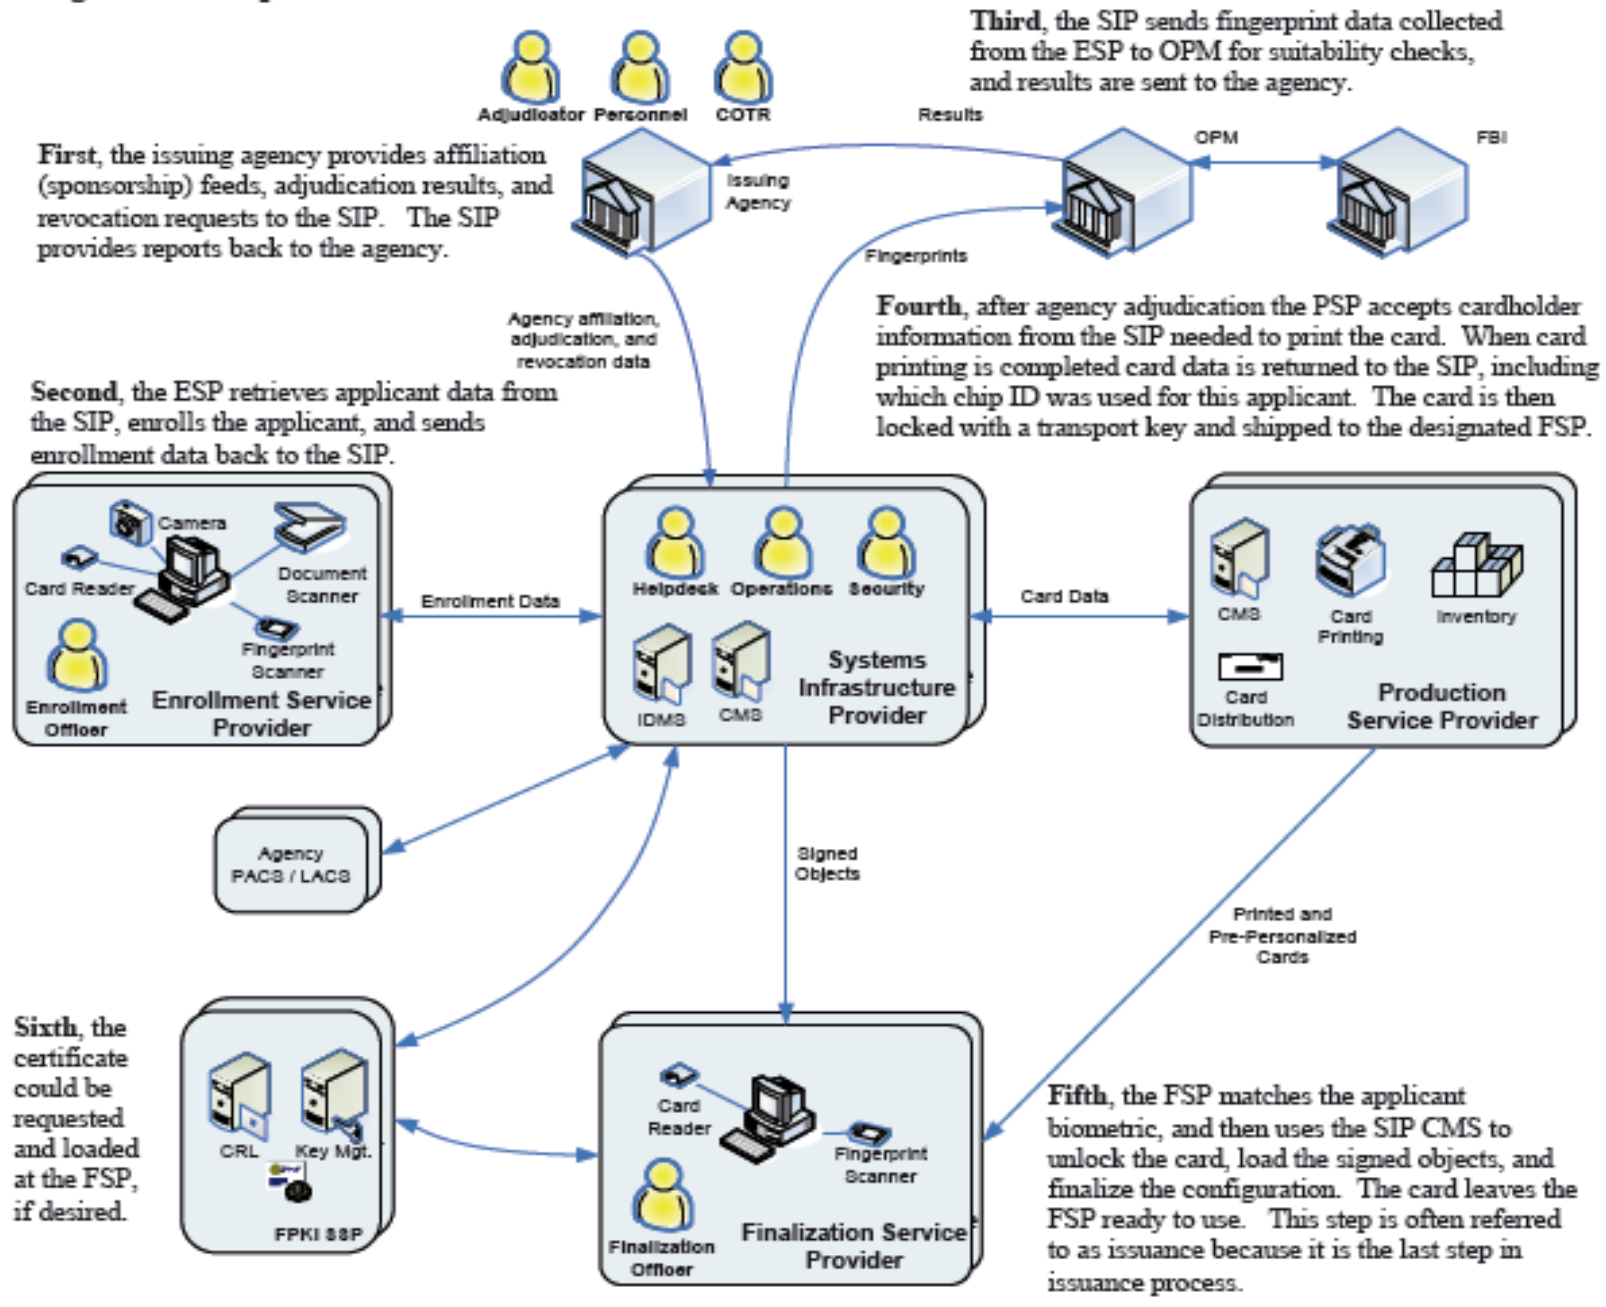 Third, the SIP sends fingerprint data collected
from the ESP to OPM for suitability checks,
and results are sent to the agency.
Adjudicator Personnel COTR
Results
OPM
FBI
First, the issuing agency provides affiliation
(sponsorship) feeds, adjudication results, and
revocation requests to the SIP. The SIP
provides reports back to the agency.
Issuing
Agency
Fingerprints
Agency affiliation,
adjudication, and
revocation data
Fourth, after agency adjudication the PSP accepts cardholder
information from the SIP needed to print the card. When card
printing is completed card data is returned to the SIP, including
which chip ID was used for this applicant. The card is then
locked with a transport key and shipped to the designated FSP.
Second, the ESP retrieves applicant data from
the SIP, enrolls the applicant, and sends
enrollment data back to the SIP.
Camera
Card Reader
Document
Scanner
Fingerprint
Scanner
Enrollment
Officer
Enrollment Service
Provider
Enrollment Data
Helpdesk Operations Security
IDMS
CMS
Systems
Infrastructure
Provider
Card Data
CMS
Card
Printing
Inventory
Card
Distribution
Production
Service Provider
Agency
PACS / LACS
Signed
Objects
Printed and
Pre-Personalized
Cards
Sixth, the
certificate
could be
requested
and loaded
at the FSP,
if desired.
CRL
Key Mgt.
FPKI SSP
Card
Reader
Fingerprint
Scanner
Finalization
Officer
Finalization Service
Provider
Fifth, the FSP matches the applicant
biometric, and then uses the SIP CMS to
unlock the card, load the signed objects, and
finalize the configuration. The card leaves the
FSP ready to use. This step is often referred
to as issuance because it is the last step in
issuance process.